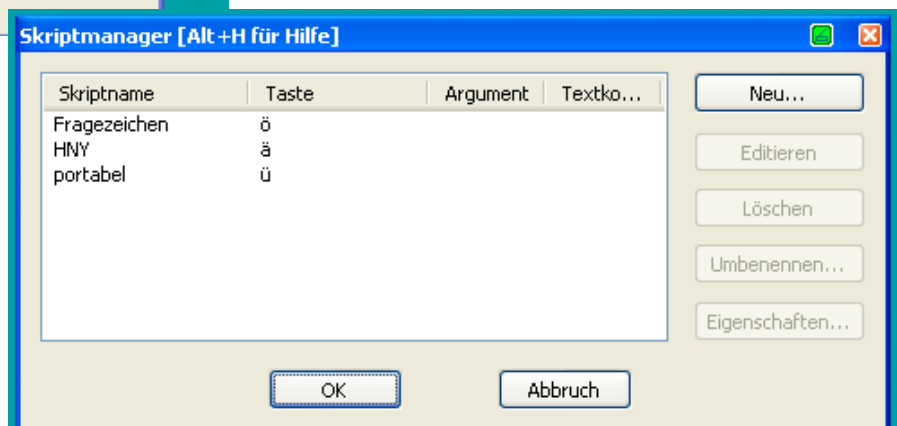 Skriptmanager [Alt+H für Hilfe]
Skriptname Taste Argument Textko...
Fragezeichen ö
HNY ä
portabel ü
Neu...
Editieren
Löschen
Umbenennen...
Eigenschaften...
OK Abbruch